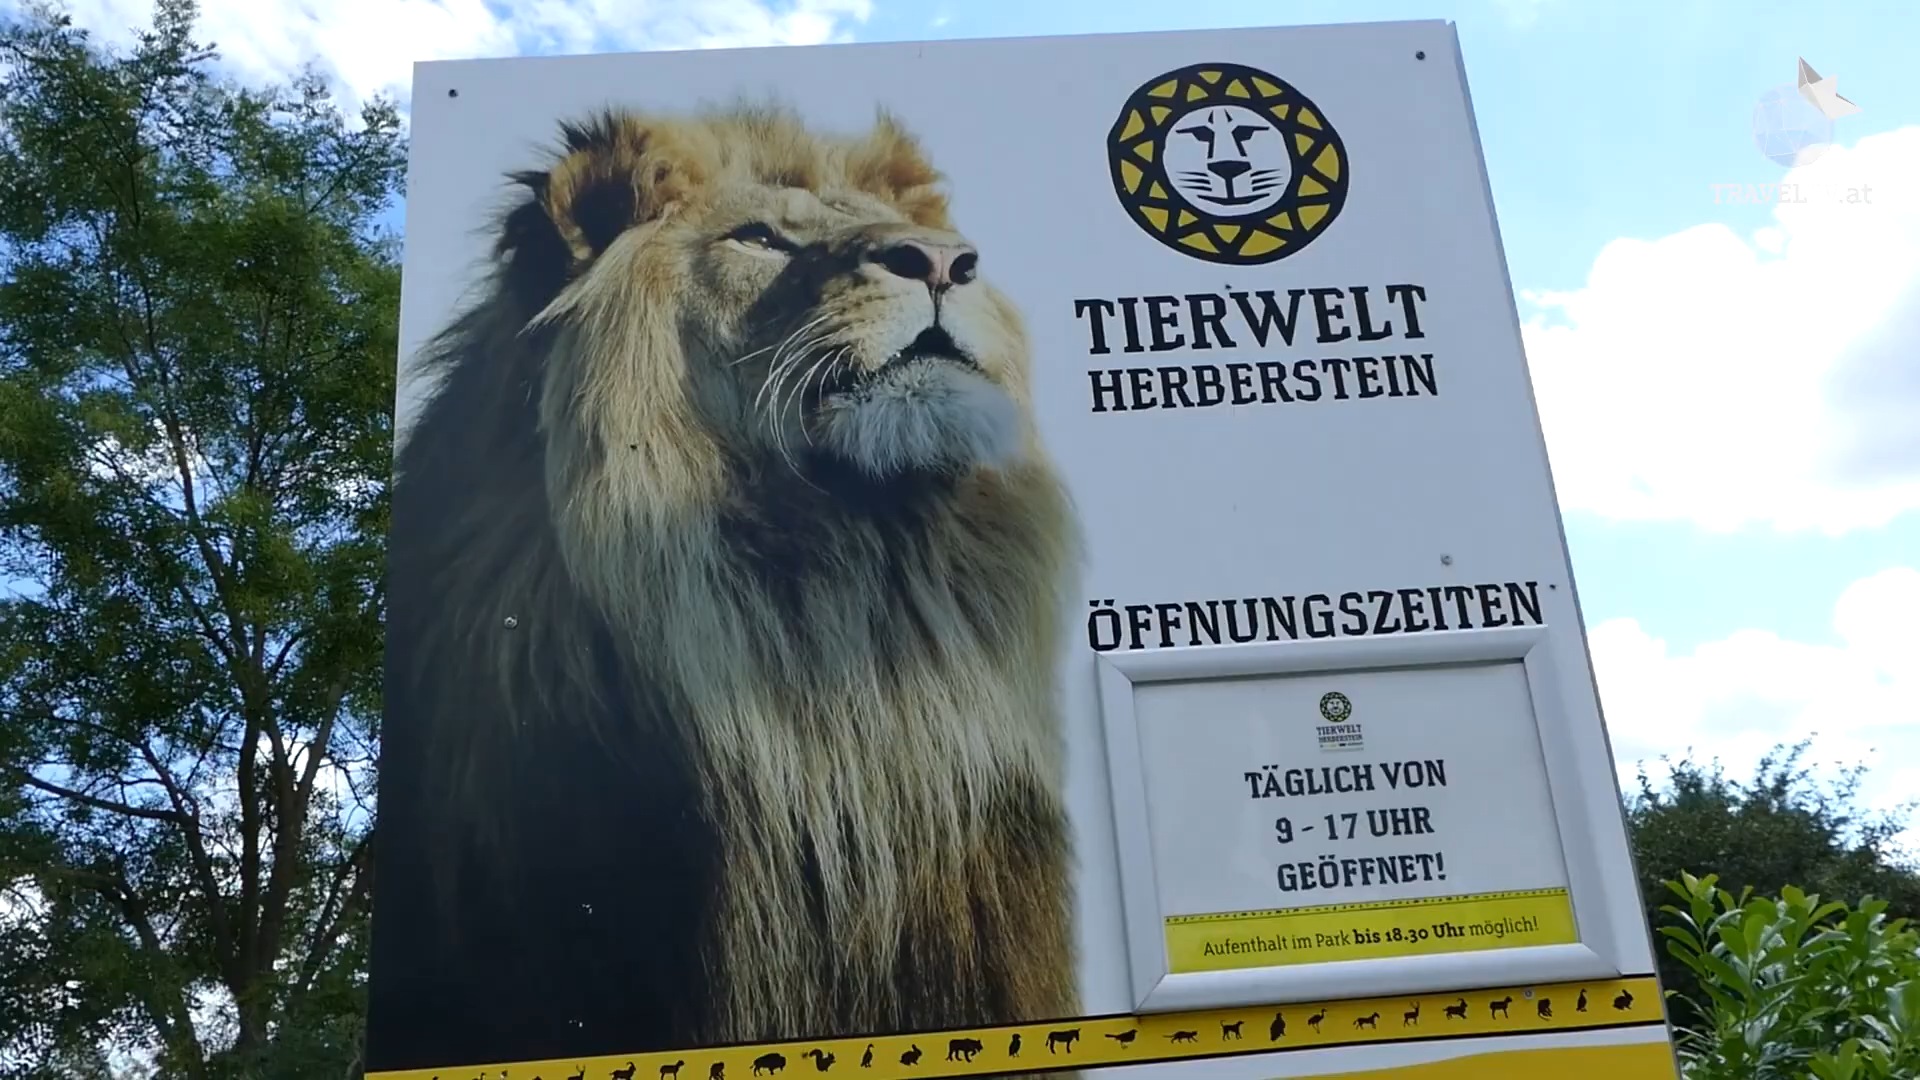 TIERWELT
HERBERSTEIN
ÖFFNUNGSZEITEN
TIERWELT
HERBERSTEIN
TÄGLICH VON
9 - 17 UHR
GEÖFFNET!
Aufenthalt im Park bis 18.30 Uhr möglich!
TRAVEL .at